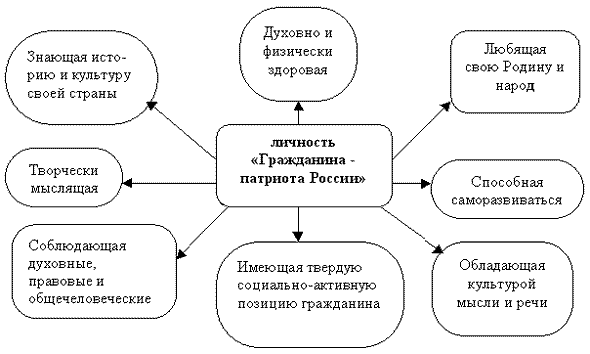 Духовно и
физически
здоровая
Знающая исто-
рию и культуру
своей страны
Любящая
свою Родину и
народ
личность
«Гражданина -
патриота России»
Творчески
мыслящая
Способная
саморазвиваться
Соблюдающая
духовные,
правовые и
общечеловеческие
Имеющая твердую
социально-активную
позицию гражданина
Обладающая
культурой
мысли и речи